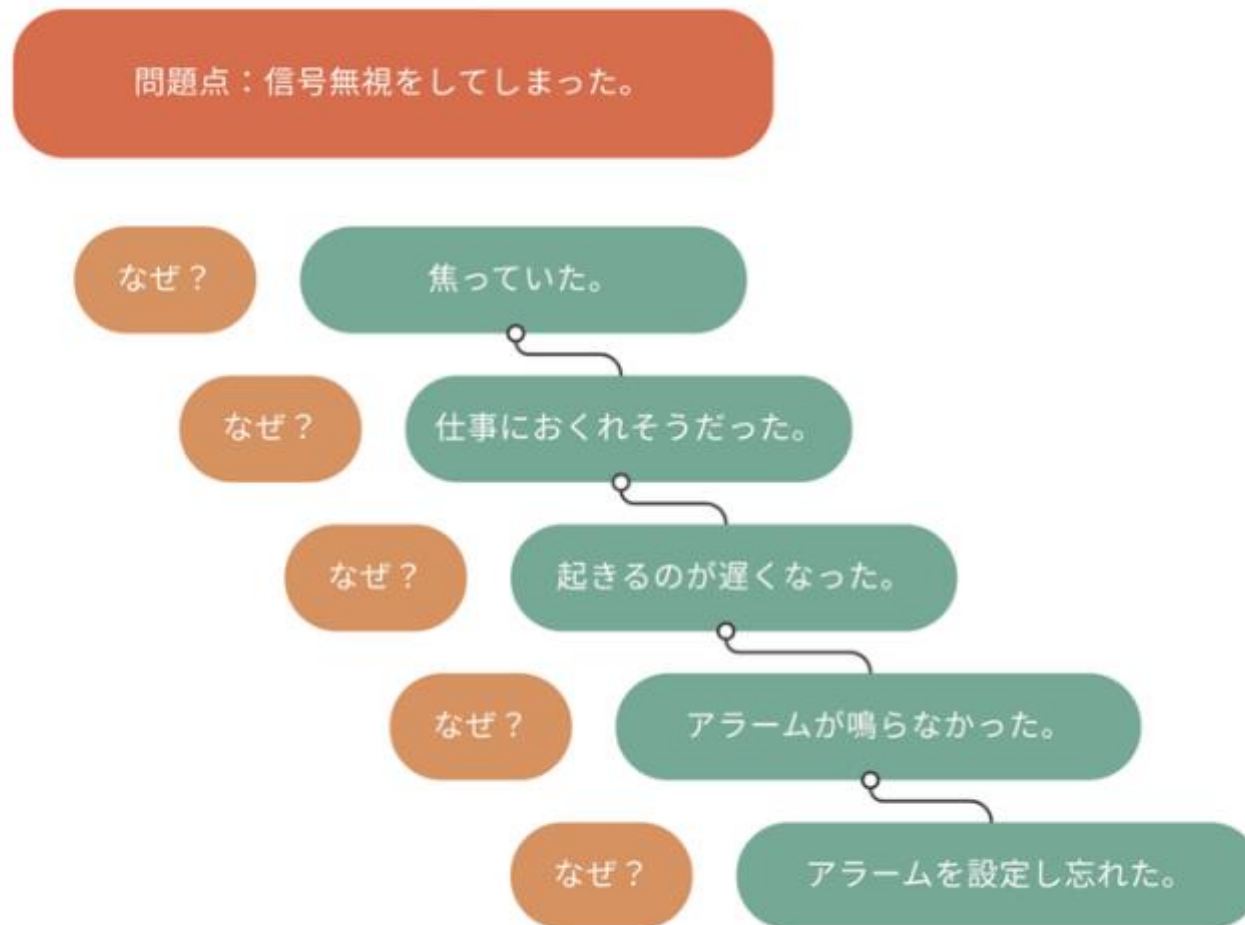 問題点：信号無視をしてしまった。
なぜ？
焦っていた。
なぜ？
仕事におくれそうだった。
なぜ？
起きるのが遅くなった。
なぜ？
アラームが鳴らなかった。
なぜ？
アラームを設定し忘れた。